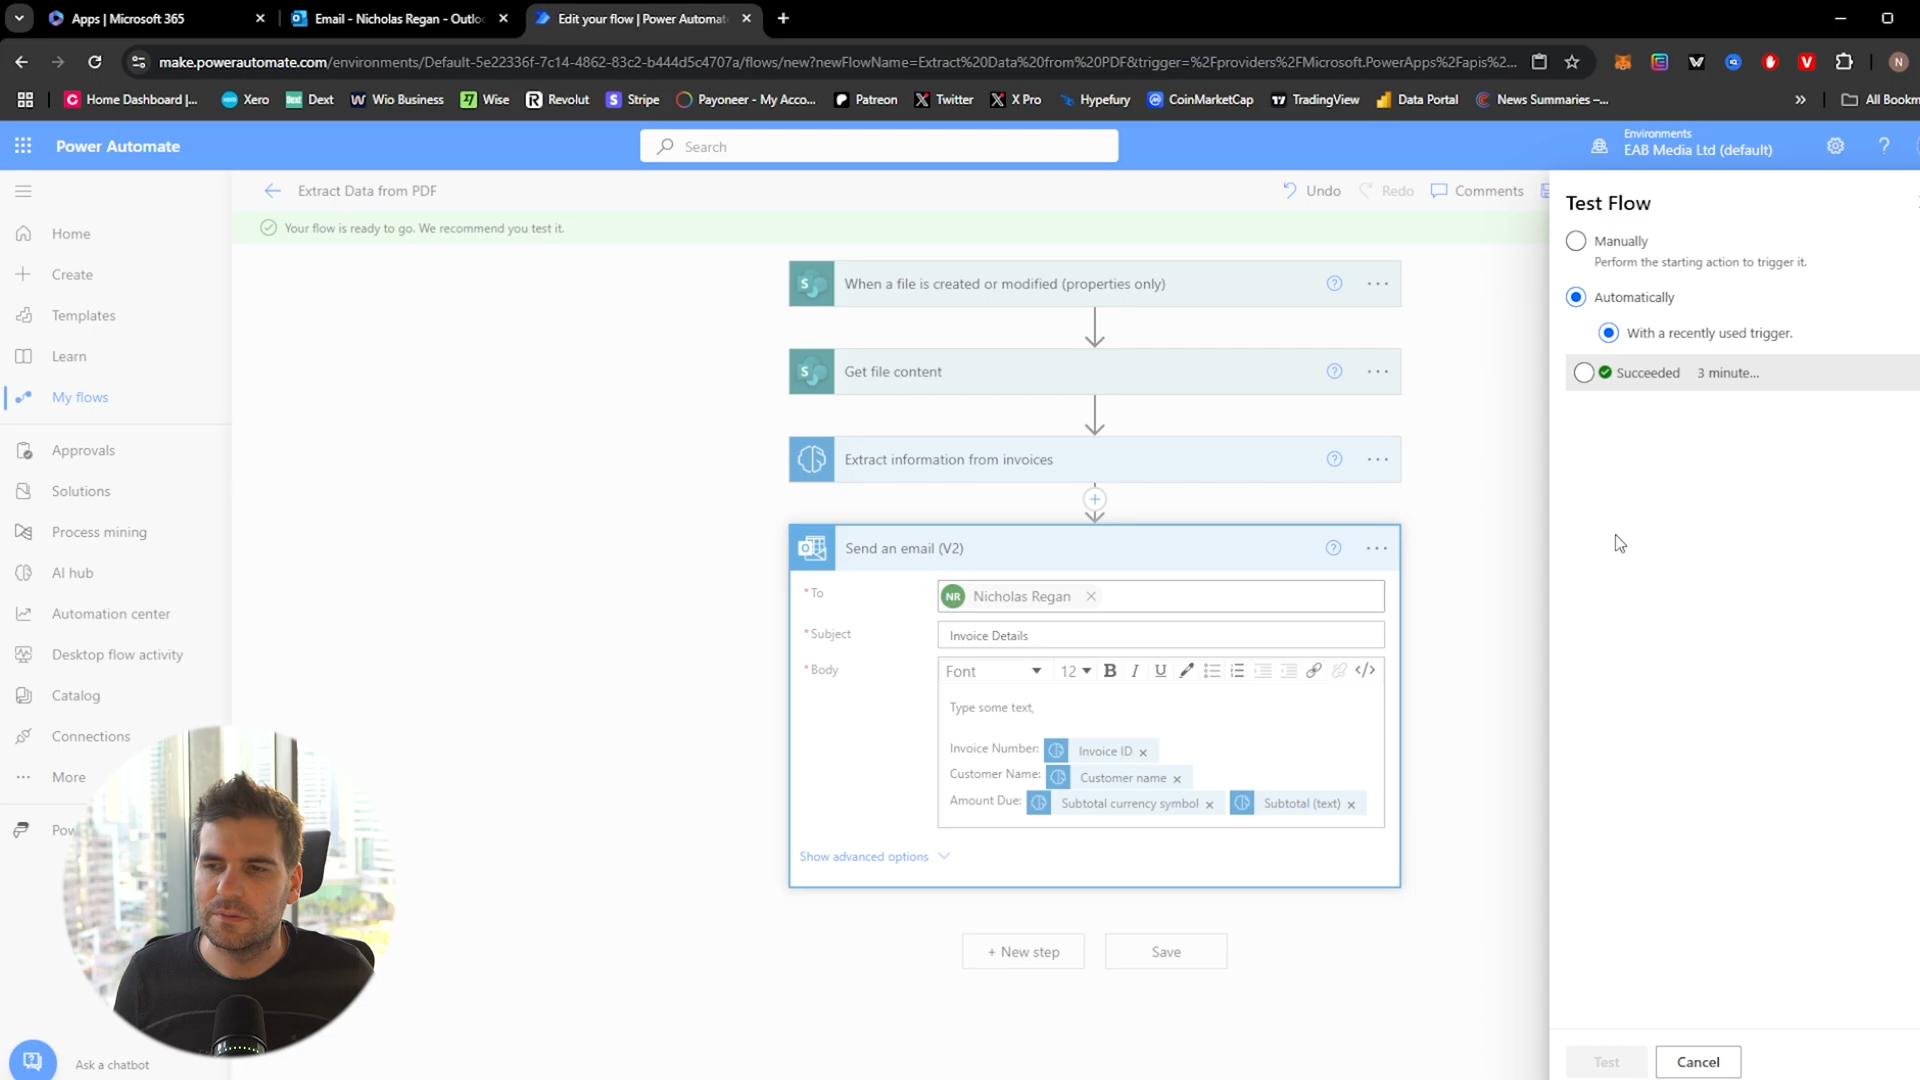 Apps | Microsoft 365
Email - Nicholas Regan - Outlo
Edit your flow | Power Automat
make.powerautomate.com/environments/Default-5e22336f-7c14-4862-83c2-b444d5c4707a/flows/new?newFlowName=Extract%20Data%20from%20PDF&trigger=%2Fproviders%2FMicrosoft.PowerApps%2Fapis%2...
N
Home Dashboard |...
Xero
Dext
Wio Business
Wise
Revolut
Stripe
Payoneer - My Acco...
Patreon
Twitter
X Pro
Hypefury
CoinMarketCap
TradingView
Data Portal
News Summaries –...
»
All Bookm
Power Automate
Search
Environments
EAB Media Ltd (default)
Extract Data from PDF
Undo
Redo
Comments
Your flow is ready to go. We recommend you test it.
Home
Create
Templates
Learn
My flows
Approvals
Solutions
Process mining
AI hub
Automation center
Desktop flow activity
Catalog
Connections
More
Pow
Ask a chatbot
When a file is created or modified (properties only)
Get file content
Extract information from invoices
Send an email (V2)
* To
NR Nicholas Regan
* Subject
Invoice Details
* Body
Font
12
B I U </>
Type some text,
Invoice Number: Invoice ID
Customer Name: Customer name
Amount Due: Subtotal currency symbol Subtotal (text)
Show advanced options
+ New step
Save
Test Flow
Manually
Perform the starting action to trigger it.
Automatically
With a recently used trigger.
Succeeded 3 minute...
Test
Cancel